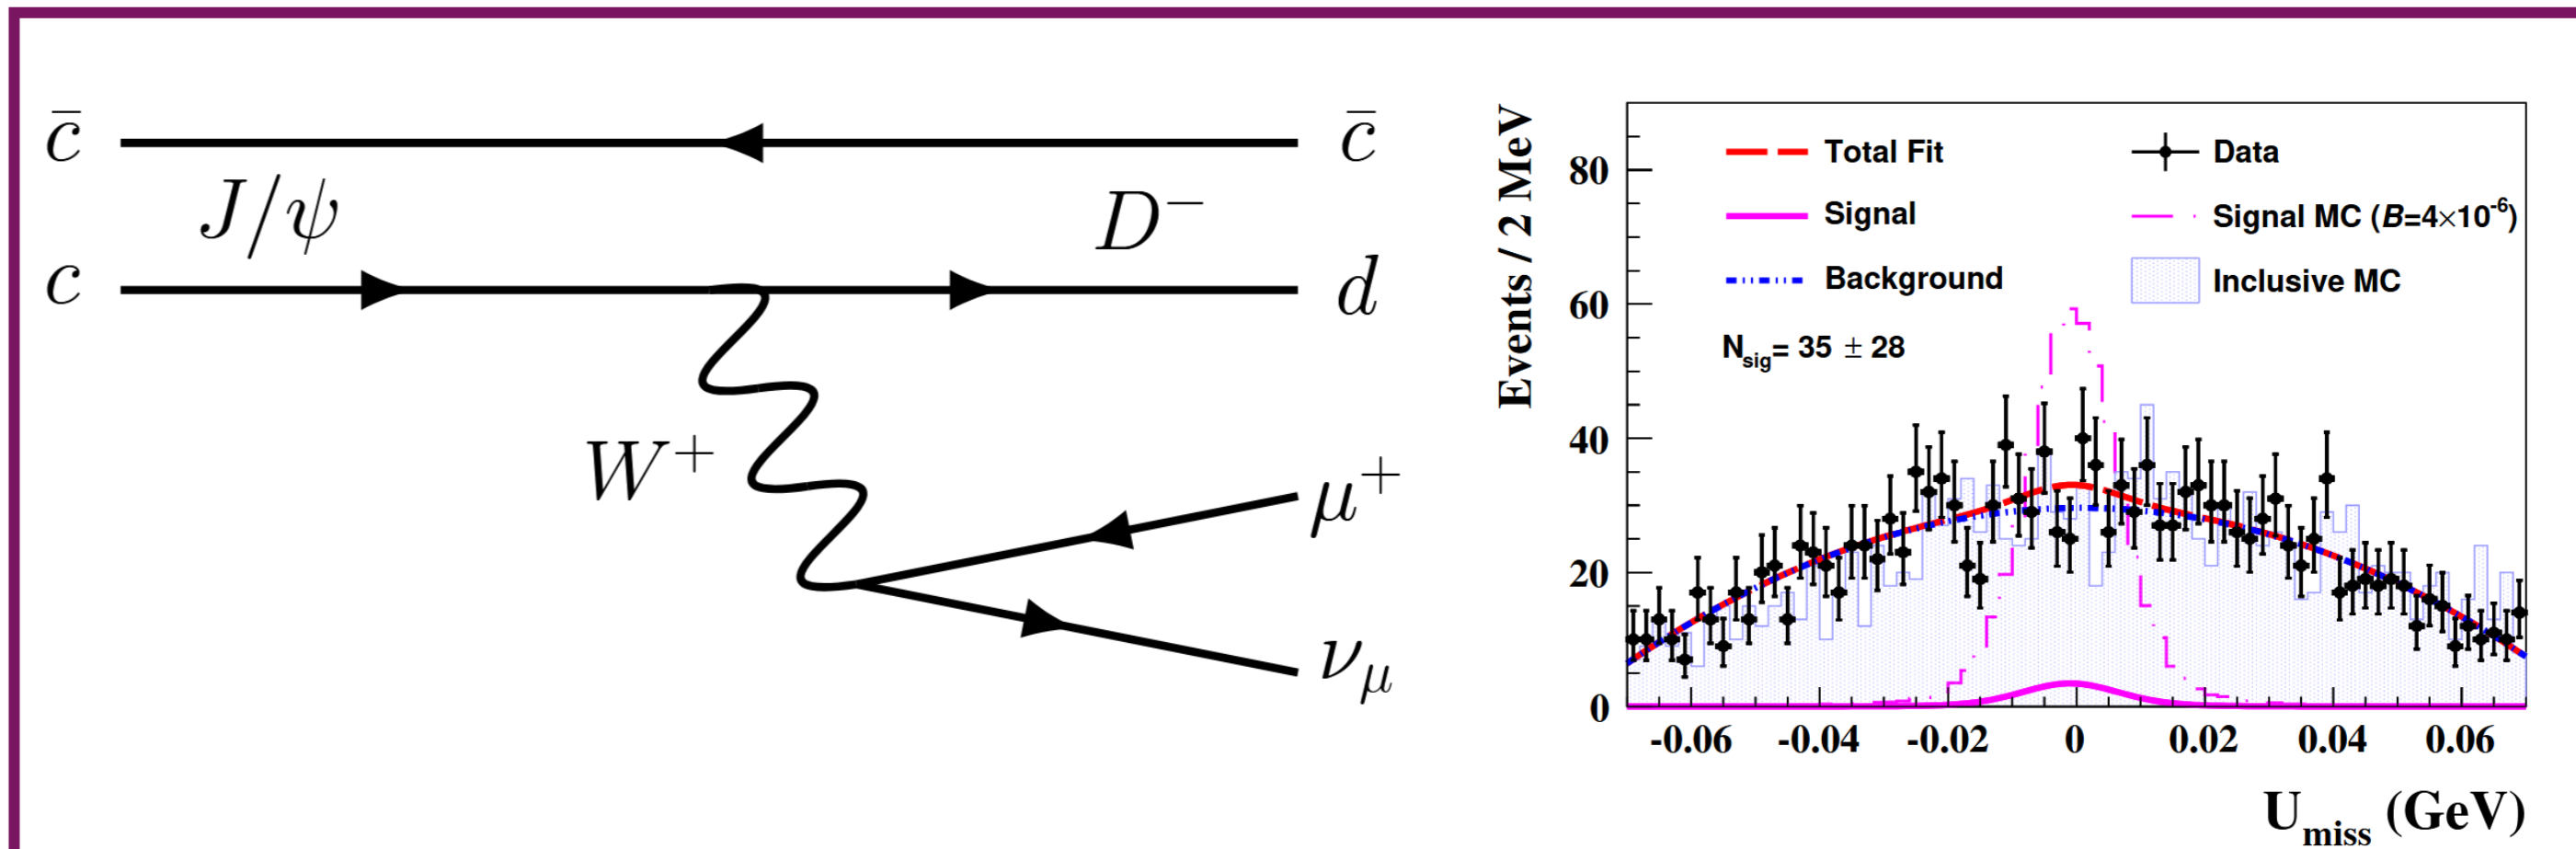 c̄ c̄
J/ψ D⁻
c d
W⁺
μ⁺
ν_μ
Events / 2 MeV
80
60
40
20
0
Total Fit
Data
Signal
Signal MC (B=4×10⁻⁶)
Background
Inclusive MC
N_sig= 35 ± 28
-0.06 -0.04 -0.02 0 0.02 0.04 0.06
U_miss (GeV)